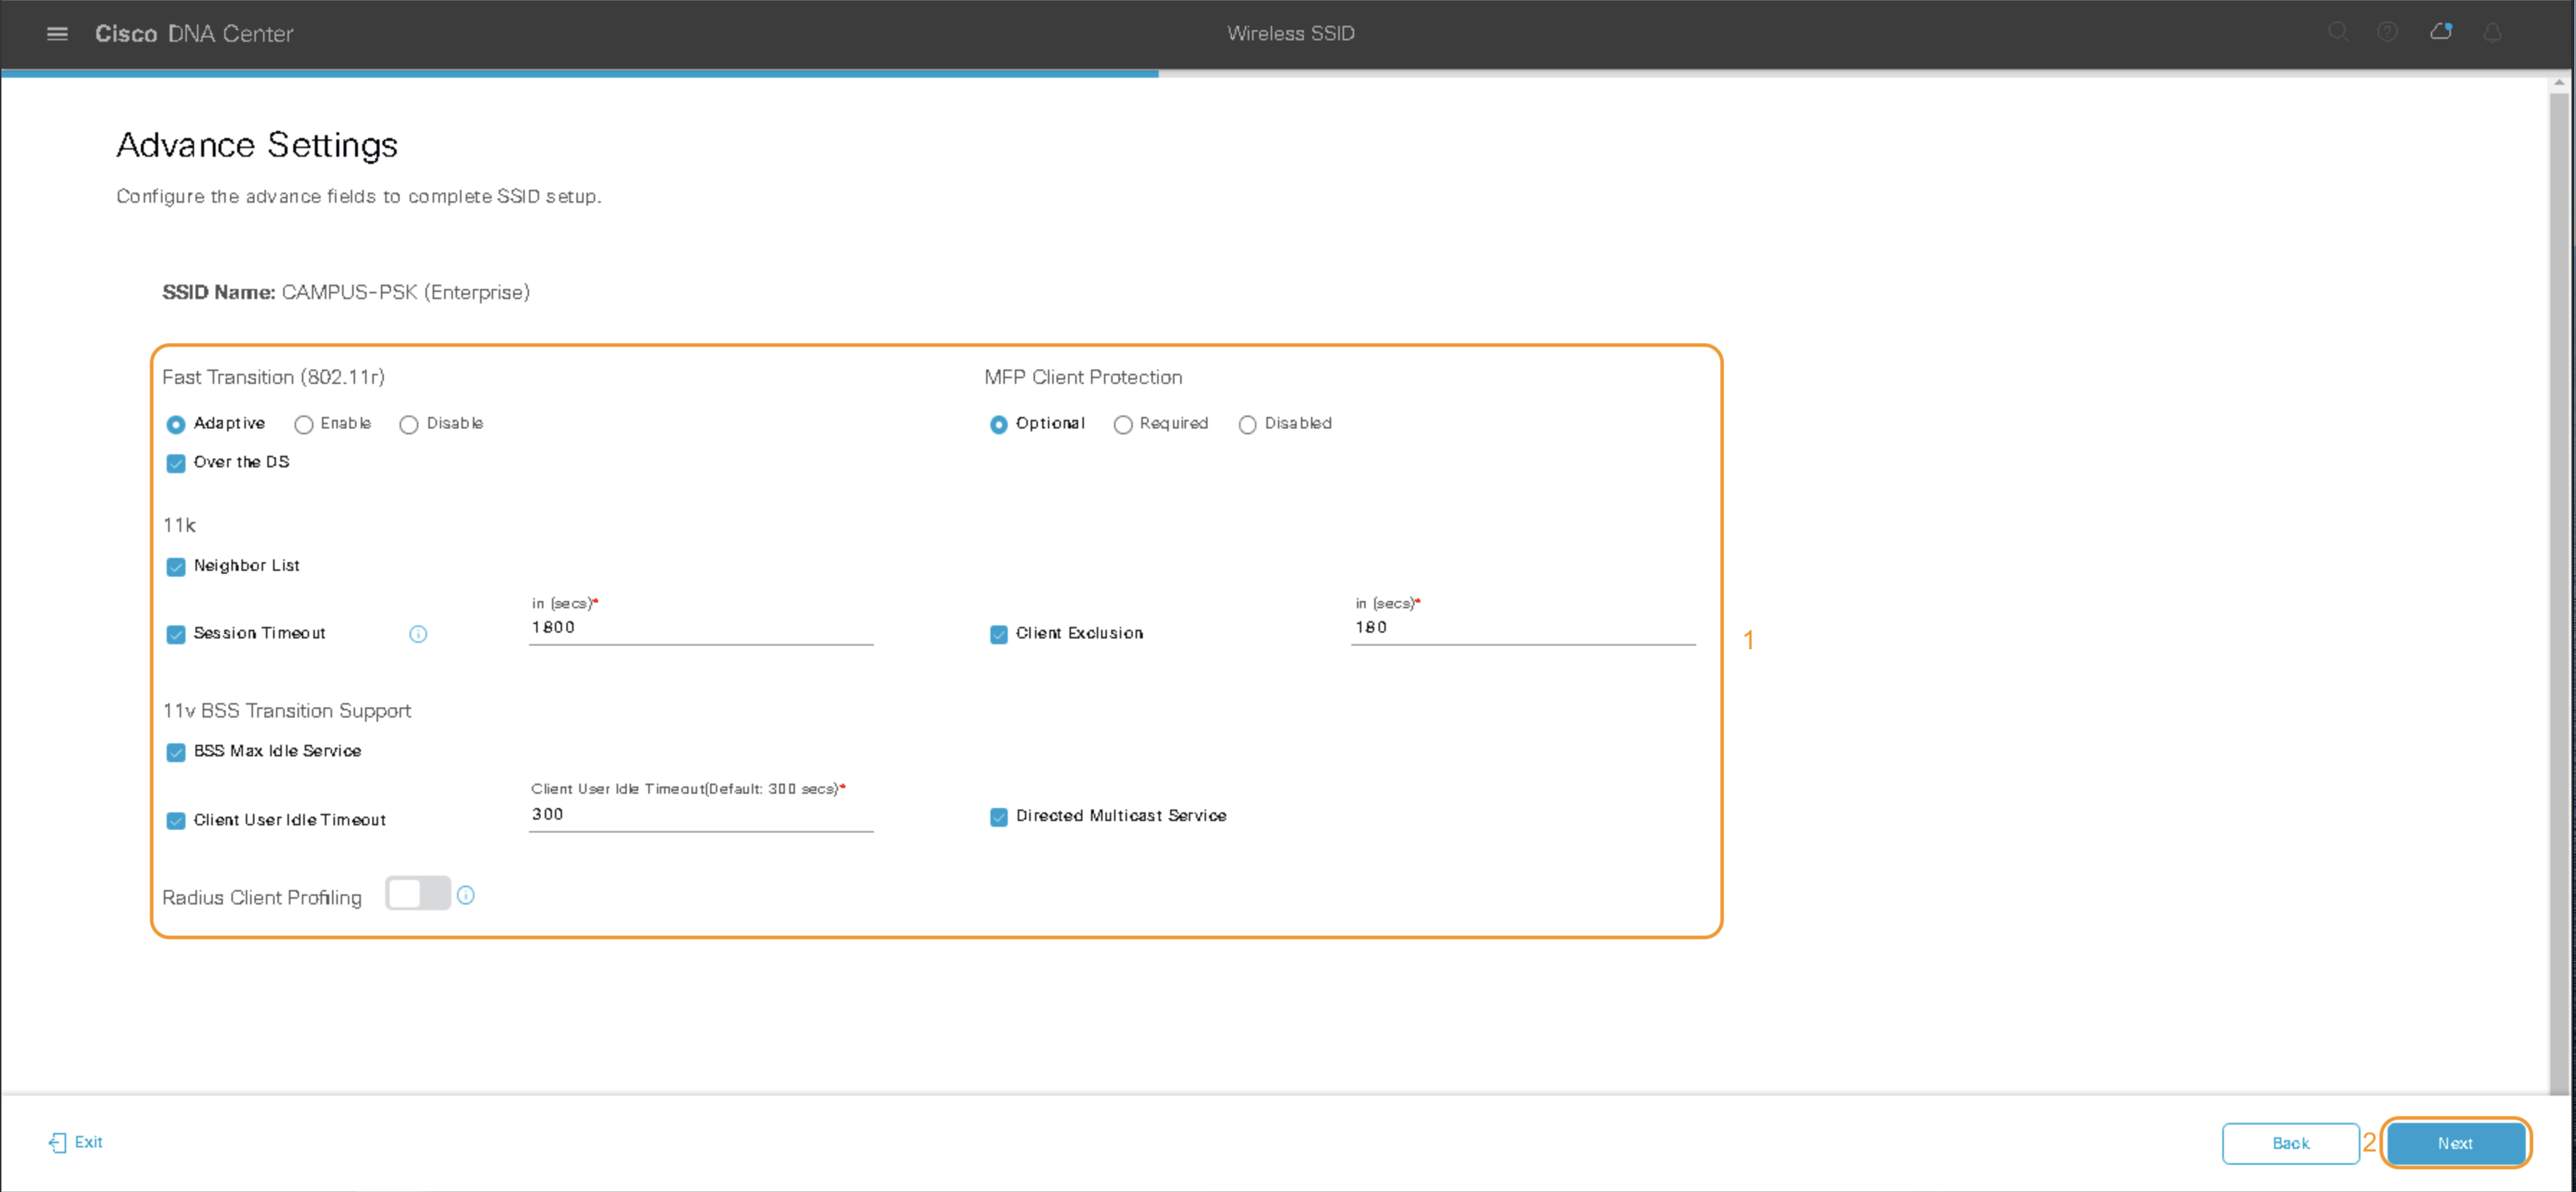 Cisco DNA Center
Wireless SSID
Advance Settings
Configure the advance fields to complete SSID setup.
SSID Name: CAMPUS-PSK (Enterprise)
Fast Transition (802.11r)
MFP Client Protection
Adaptive
Enable
Disable
Optional
Required
Disabled
Over the DS
11k
Neighbor List
Session Timeout
in (secs)*
1800
Client Exclusion
in (secs)*
180
1
11v BSS Transition Support
BSS Max Idle Service
Client User Idle Timeout
Client User Idle Timeout(Default: 300 secs)*
300
Directed Multicast Service
Radius Client Profiling
Exit
Back
2
Next